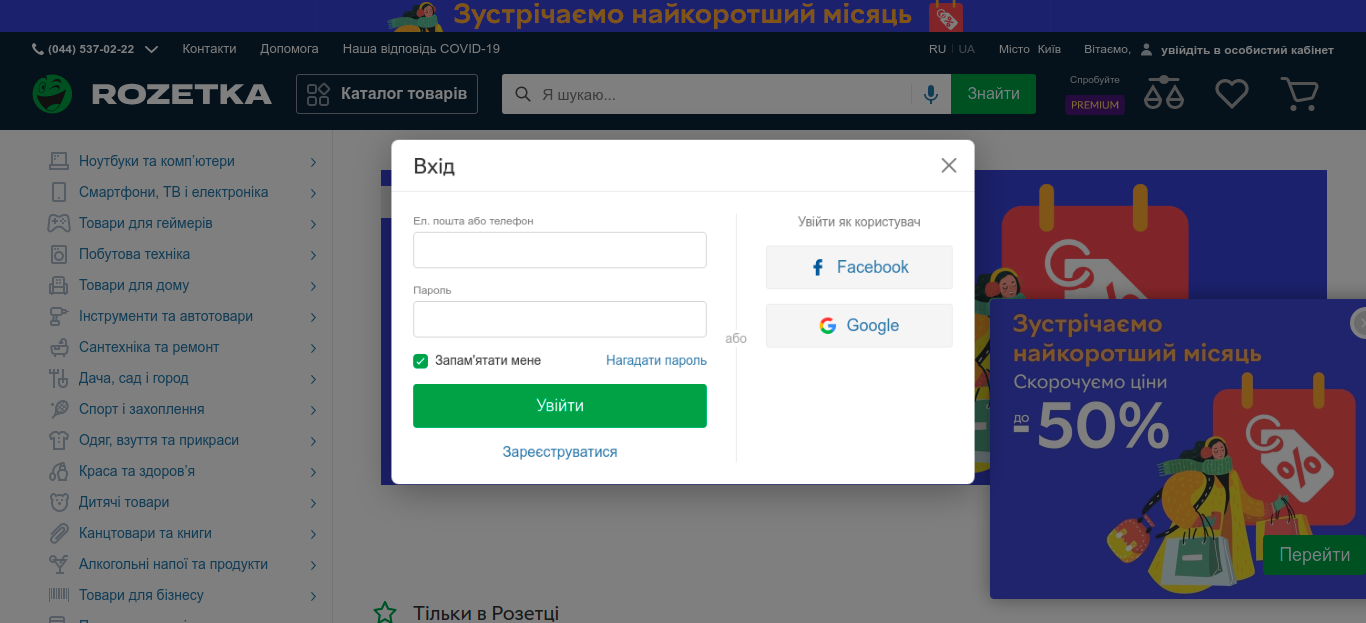 Зустрічаємо найкоротший місяць
(044) 537-02-22
Контакти
Допомога
Наша відповідь COVID-19
RU | UA
Місто Київ
Вітаємо, увійдіть в особистий кабінет
ROZETKA
Каталог товарів
Я шукаю...
Знайти
Спробуйте
PREMIUM
Ноутбуки та комп'ютери
Смартфони, ТВ і електроніка
Товари для геймерів
Побутова техніка
Товари для дому
Інструменти та автотовари
Сантехніка та ремонт
Дача, сад і город
Спорт і захоплення
Одяг, взуття та прикраси
Краса та здоров'я
Дитячі товари
Канцтовари та книги
Алкогольні напої та продукти
Товари для бізнесу
Вхід
Ел. пошта або телефон
Пароль
Запам'ятати мене
Нагадати пароль
Увійти
Зареєструватися
або
Увійти як користувач
Facebook
Google
Зустрічаємо
найкоротший місяць
Скорочуємо ціни
до
-50%
%
Перейти
Тільки в Розетці